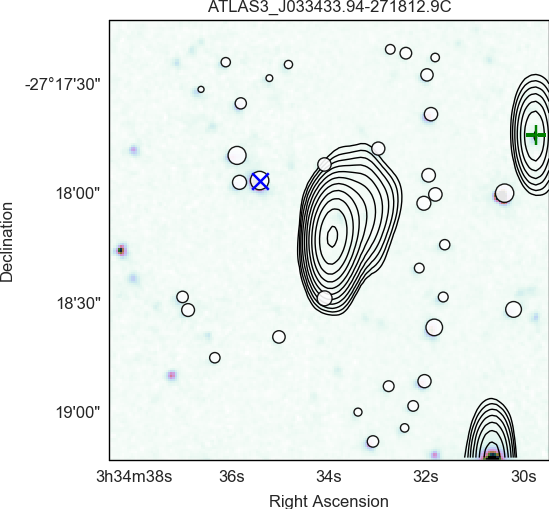 ATLAS3_J033433.94-271812.9C
-27°17'30"
18'00"
18'30"
19'00"
Declination
3h34m38s 36s 34s 32s 30s
Right Ascension